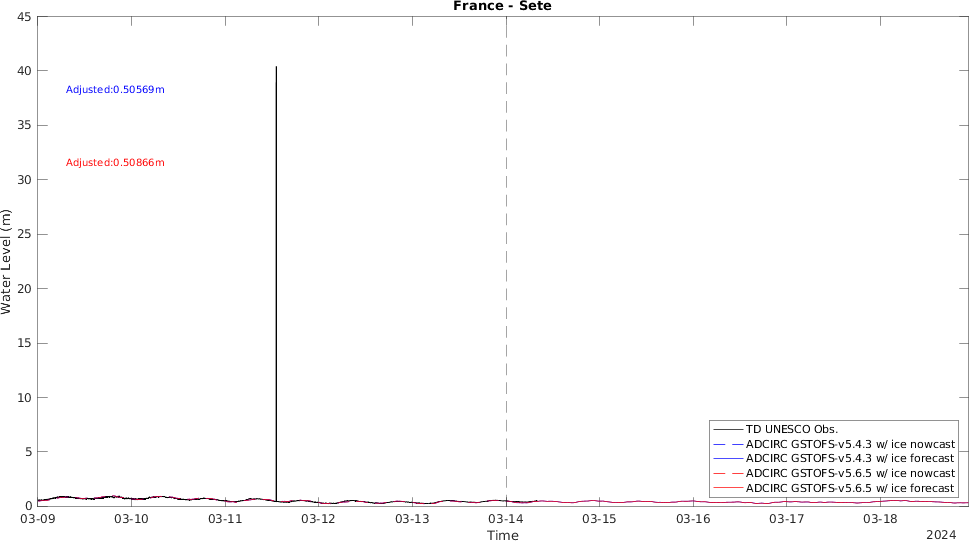 France - Sete
45
40
35
30
25
20
15
10
5
0
Water Level (m)
Adjusted:0.50569m
Adjusted:0.50866m
TD UNESCO Obs.
ADCIRC GSTOFS-v5.4.3 w/ ice nowcast
ADCIRC GSTOFS-v5.4.3 w/ ice forecast
ADCIRC GSTOFS-v5.6.5 w/ ice nowcast
ADCIRC GSTOFS-v5.6.5 w/ ice forecast
03-09 03-10 03-11 03-12 03-13 03-14 03-15 03-16 03-17 03-18
Time
2024